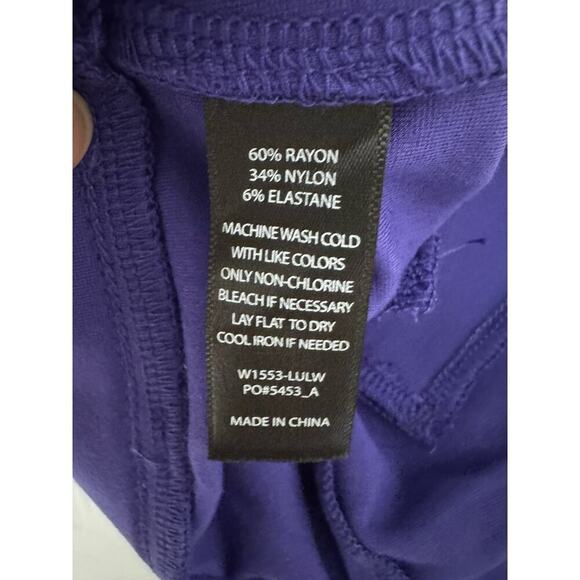 60% RAYON
34% NYLON
6% ELASTANE
MACHINE WASH COLD
WITH LIKE COLORS
ONLY NON-CHLORINE
BLEACH IF NECESSARY
LAY FLAT TO DRY
COOL IRON IF NEEDED
W1553-LULW
PO#5453_A
MADE IN CHINA